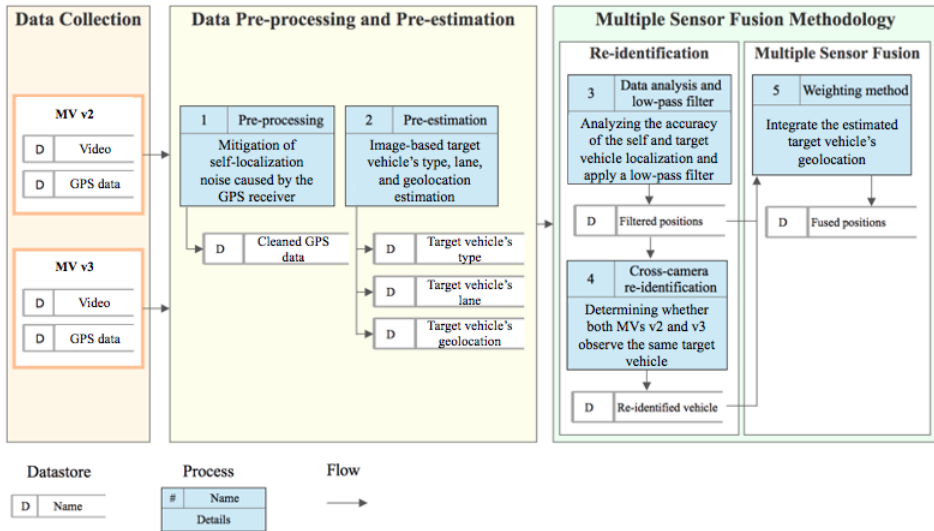 Data Collection
MV v2
D Video
D GPS data
MV v3
D Video
D GPS data
Data Pre-processing and Pre-estimation
1 Pre-processing
Mitigation of
self-localization
noise caused by the
GPS receiver
D Cleaned GPS
data
2 Pre-estimation
Image-based target
vehicle's type, lane,
and geolocation
estimation
D Target vehicle's
type
D Target vehicle's
lane
D Target vehicle's
geolocation
Multiple Sensor Fusion Methodology
Re-identification
3 Data analysis and
low-pass filter
Analyzing the accuracy
of the self and target
vehicle localization and
apply a low-pass filter
D Filtered positions
4 Cross-camera
re-identification
Determining whether
both MVs v2 and v3
observe the same target
vehicle
D Re-identified vehicle
Multiple Sensor Fusion
5 Weighting method
Integrate the estimated
target vehicle's
geolocation
D Fused positions
Datastore
D Name
Process
# Name
Details
Flow